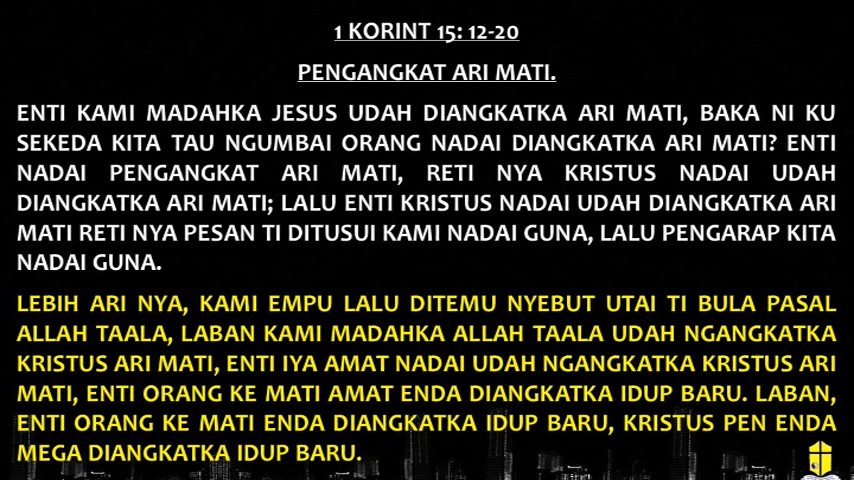 1 KORINT 15: 12-20
PENGANGKAT ARI MATI.
ENTI KAMI MADAHKA JESUS UDAH DIANGKATKA ARI MATI, BAKA NI KU
SEKEDA KITA TAU NGUMBAI ORANG NADAI DIANGKATKA ARI MATI? ENTI
NADAI PENGANGKAT ARI MATI, RETI NYA KRISTUS NADAI UDAH
DIANGKATKA ARI MATI; LALU ENTI KRISTUS NADAI UDAH DIANGKATKA ARI
MATI RETI NYA PESAN TI DITUSUI KAMI NADAI GUNA, LALU PENGARAP KITA
NADAI GUNA.
LEBIH ARI NYA, KAMI EMPU LALU DITEMU NYEBUT UTAI TI BULA PASAL
ALLAH TAALA, LABAN KAMI MADAHKA ALLAH TAALA UDAH NGANGKATKA
KRISTUS ARI MATI, ENTI IYA AMAT NADAI UDAH NGANGKATKA KRISTUS ARI
MATI, ENTI ORANG KE MATI AMAT ENDA DIANGKATKA IDUP BARU. LABAN,
ENTI ORANG KE MATI ENDA DIANGKATKA IDUP BARU, KRISTUS PEN ENDA
MEGA DIANGKATKA IDUP BARU.